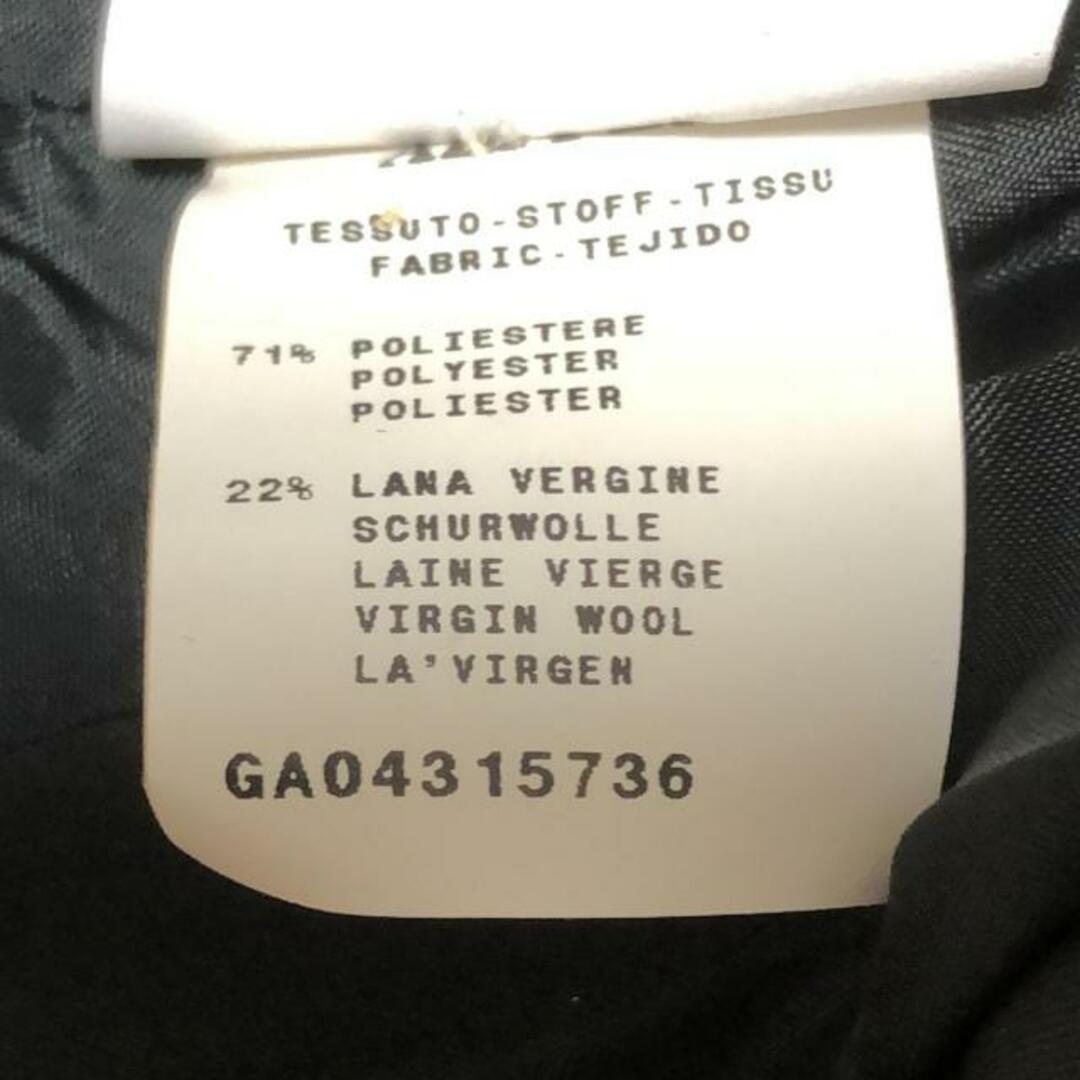 TESSUTO-STOFF-TISSU
FABRIC-TEJIDO
71% POLIESTERE
POLYESTER
POLIESTER
22% LANA VERGINE
SCHURWOLLE
LAINE VIERGE
VIRGIN WOOL
LA'VIRGEN
GA04315736